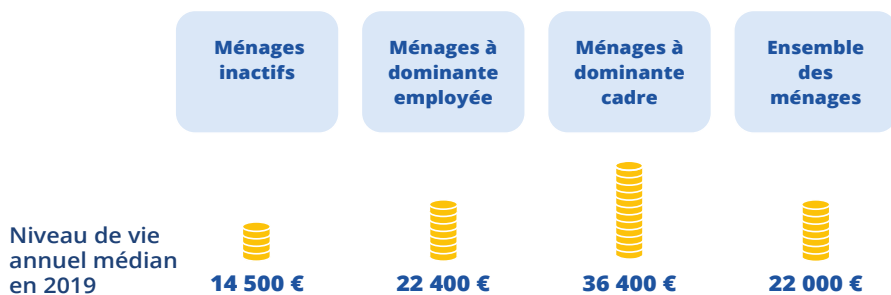 Ménages
inactifs
Ménages à
dominante
employée
Ménages à
dominante
cadre
Ensemble
des
ménages
Niveau de vie
annuel médian
en 2019
14 500 €
22 400 €
36 400 €
22 000 €